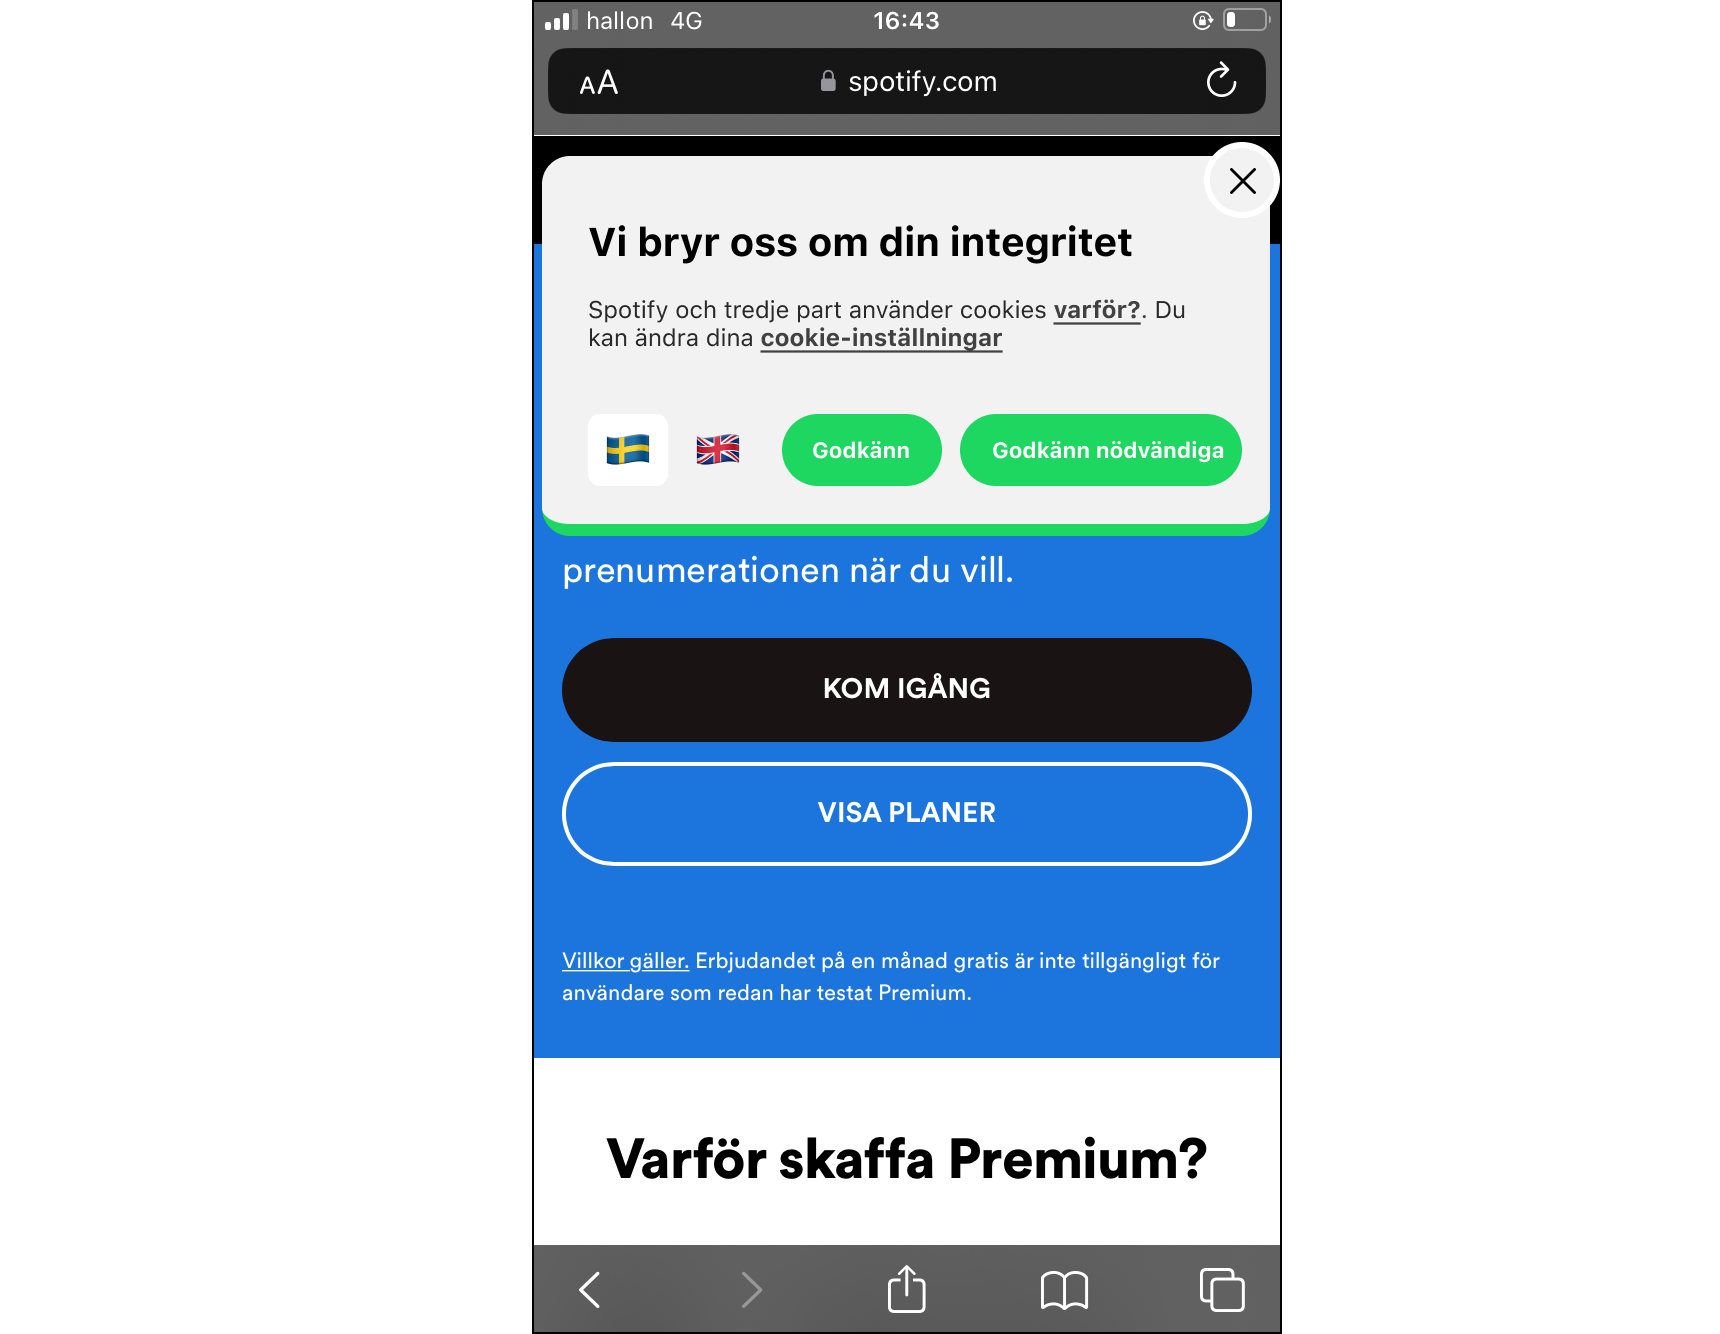 hallon 4G 16:43
AA spotify.com
Vi bryr oss om din integritet
Spotify och tredje part använder cookies varför?. Du
kan ändra dina cookie-inställningar
Godkänn Godkänn nödvändiga
prenumerationen när du vill.
KOM IGÅNG
VISA PLANER
Villkor gäller. Erbjudandet på en månad gratis är inte tillgängligt för
användare som redan har testat Premium.
Varför skaffa Premium?